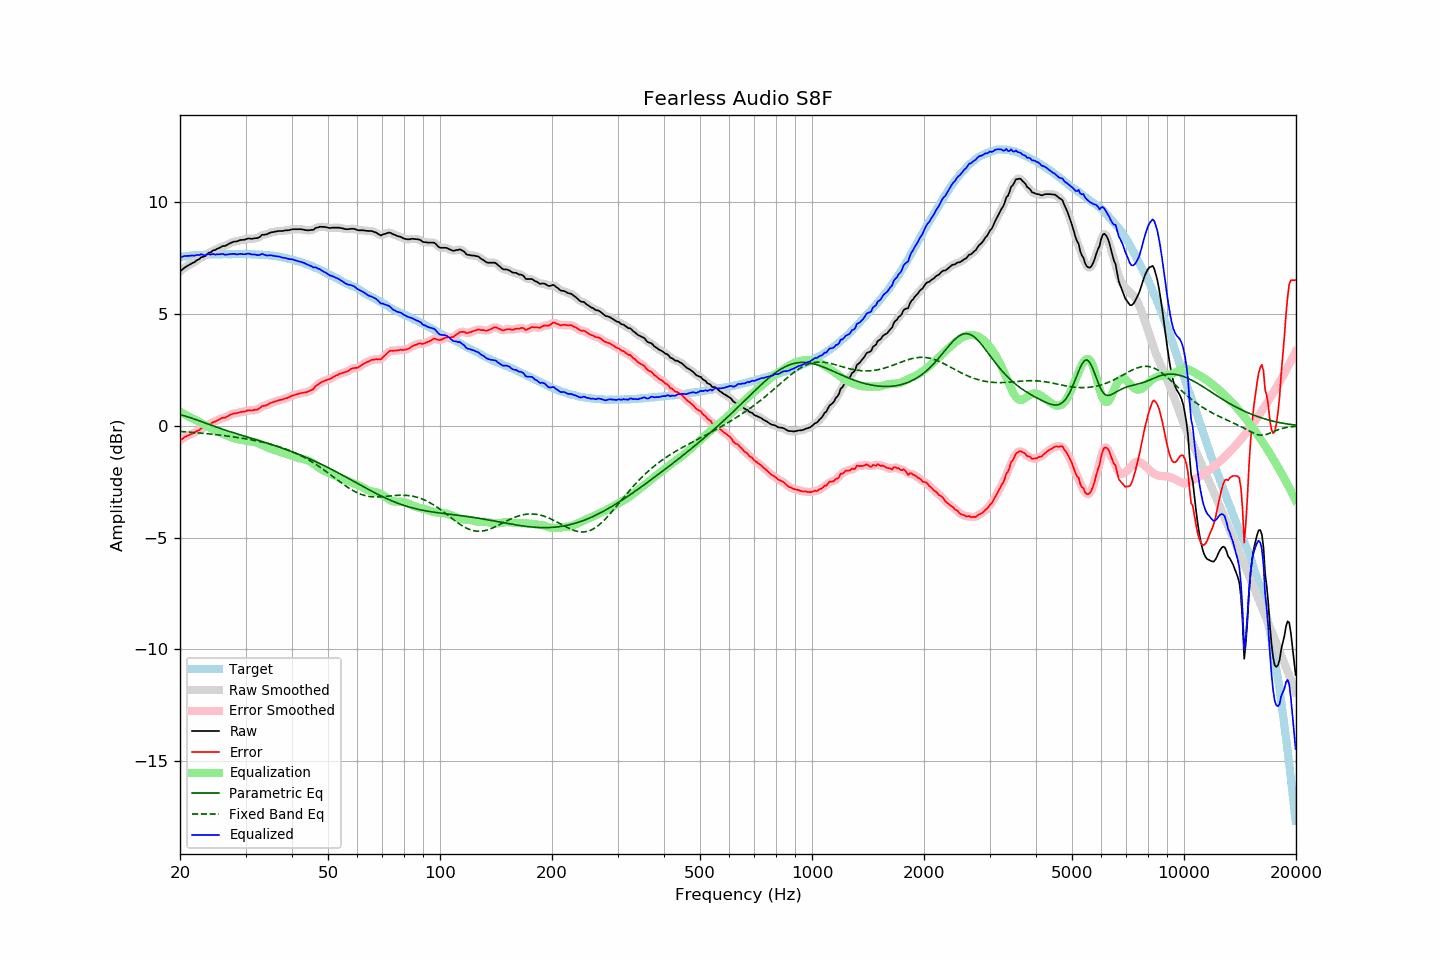 Fearless Audio S8F
Amplitude (dBr)
10
5
0
−5
−10
−15
Target
Raw Smoothed
Error Smoothed
Raw
Error
Equalization
Parametric Eq
Fixed Band Eq
Equalized
20 50 100 200 500 1000 2000 5000 10000 20000
Frequency (Hz)